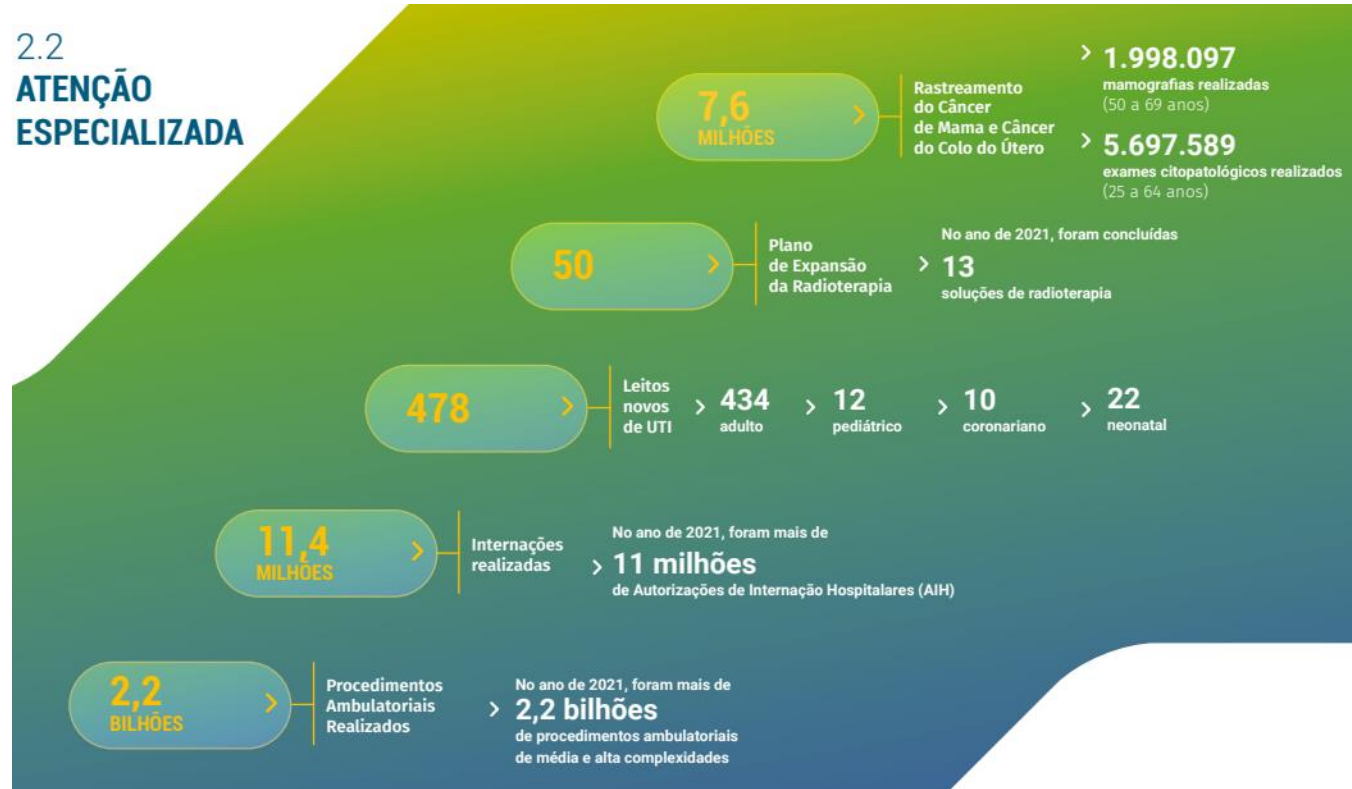 2.2
ATENÇÃO
ESPECIALIZADA
7,6
MILHÕES
Rastreamento
do Câncer
de Mama e Câncer
do Colo do Útero
1.998.097
mamografias realizadas
(50 a 69 anos)
5.697.589
exames citopatológicos realizados
(25 a 64 anos)
50
Plano
de Expansão
da Radioterapia
No ano de 2021, foram concluídas
13
soluções de radioterapia
478
Leitos
novos
de UTI
434
adulto
12
pediátrico
10
coronariano
22
neonatal
11,4
MILHÕES
Internações
realizadas
No ano de 2021, foram mais de
11 milhões
de Autorizações de Internação Hospitalares (AIH)
2,2
BILHÕES
Procedimentos
Ambulatoriais
Realizados
No ano de 2021, foram mais de
2,2 bilhões
de procedimentos ambulatoriais
de média e alta complexidades